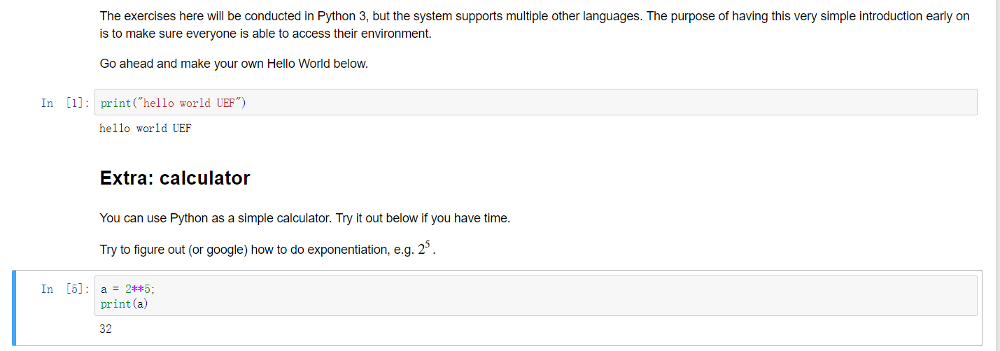 The exercises here will be conducted in Python 3, but the system supports multiple other languages. The purpose of having this very simple introduction early on
is to make sure everyone is able to access their environment.
Go ahead and make your own Hello World below.
In [1]: print("hello world UEF")
hello world UEF
Extra: calculator
You can use Python as a simple calculator. Try it out below if you have time.
Try to figure out (or google) how to do exponentiation, e.g. 2⁵ .
In [5]: a = 2**5;
print(a)
32